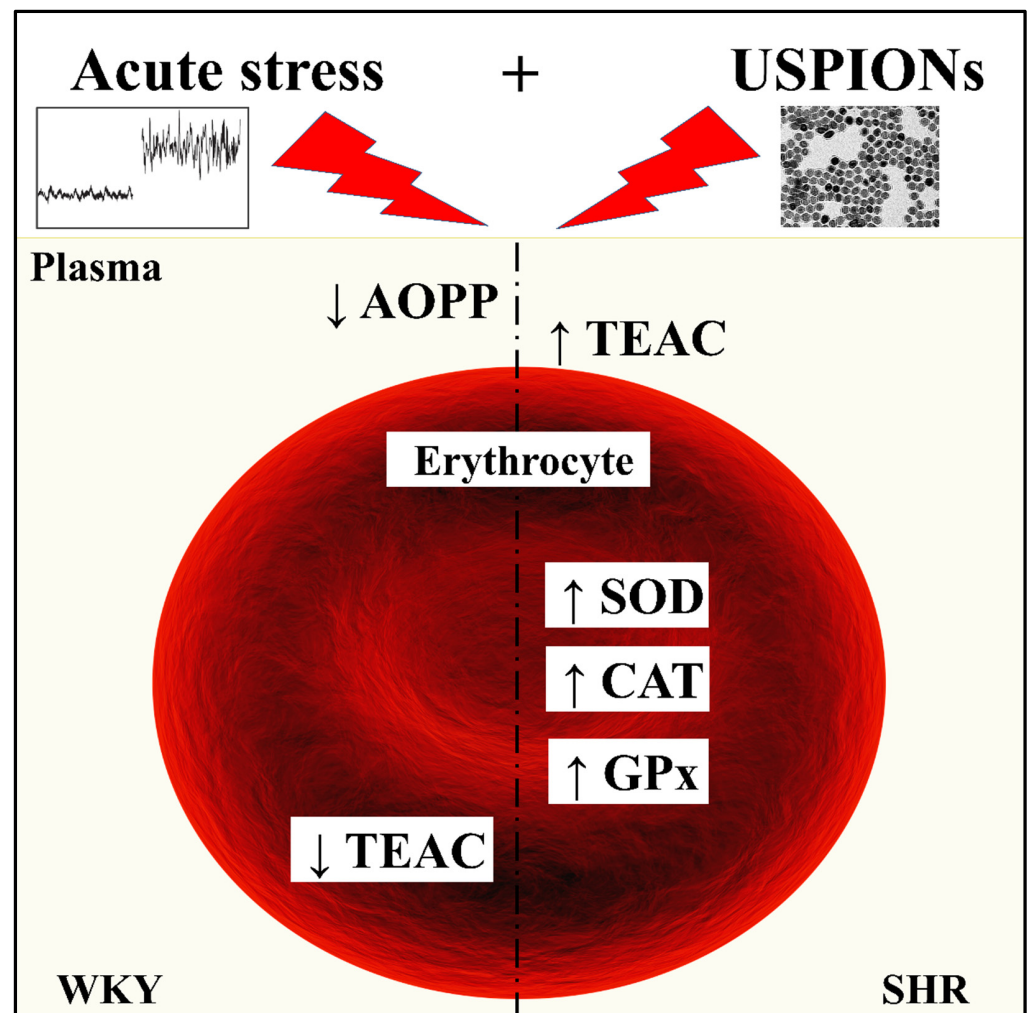 Acute stress + USPIONs
Plasma
↓ AOPP
↑ TEAC
Erythrocyte
↑ SOD
↑ CAT
↑ GPx
↓ TEAC
WKY SHR